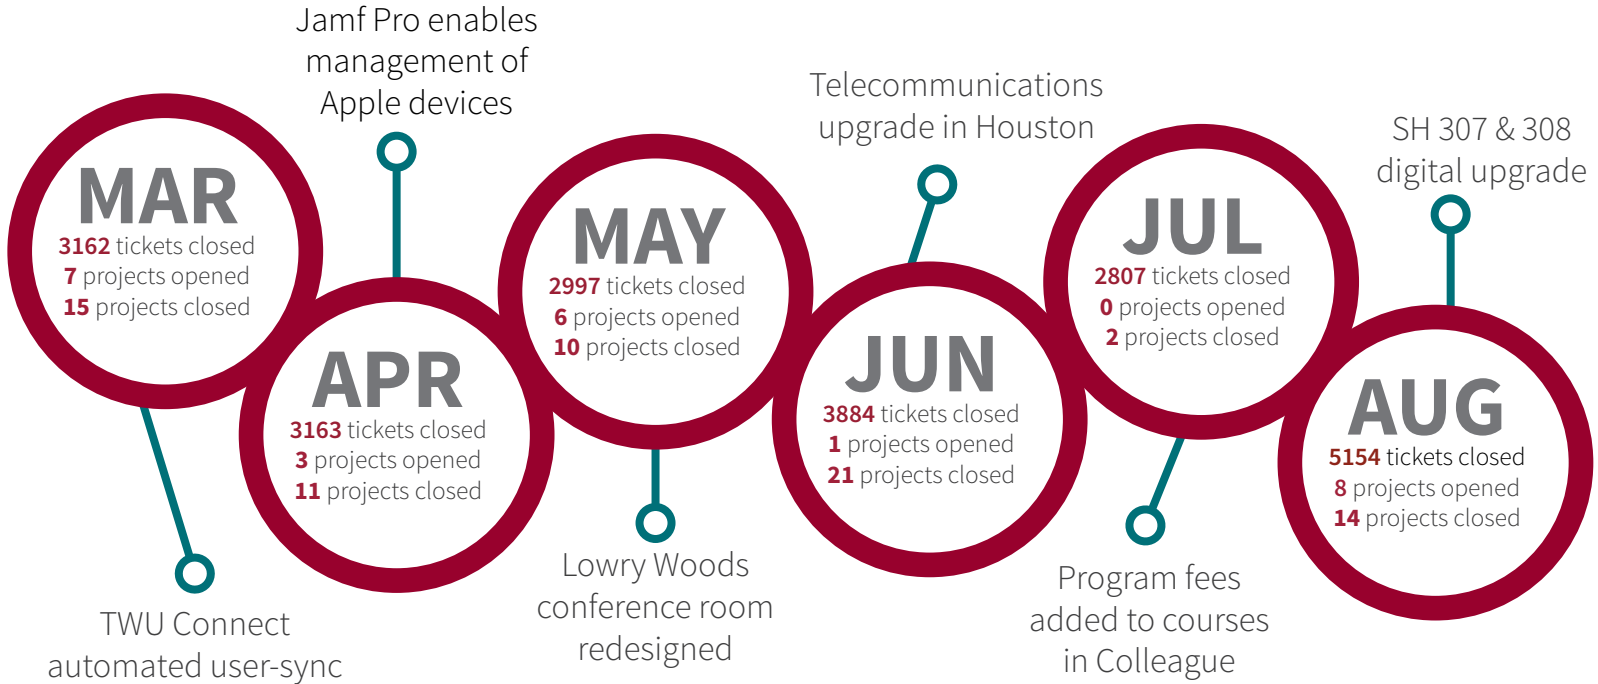 MAR
3162 tickets closed
7 projects opened
15 projects closed
TWU Connect
automated user-sync
Jamf Pro enables
management of
Apple devices
APR
3163 tickets closed
3 projects opened
11 projects closed
MAY
2997 tickets closed
6 projects opened
10 projects closed
Lowry Woods
conference room
redesigned
Telecommunications
upgrade in Houston
JUN
3884 tickets closed
1 projects opened
21 projects closed
JUL
2807 tickets closed
0 projects opened
2 projects closed
Program fees
added to courses
in Colleague
SH 307 & 308
digital upgrade
AUG
5154 tickets closed
8 projects opened
14 projects closed